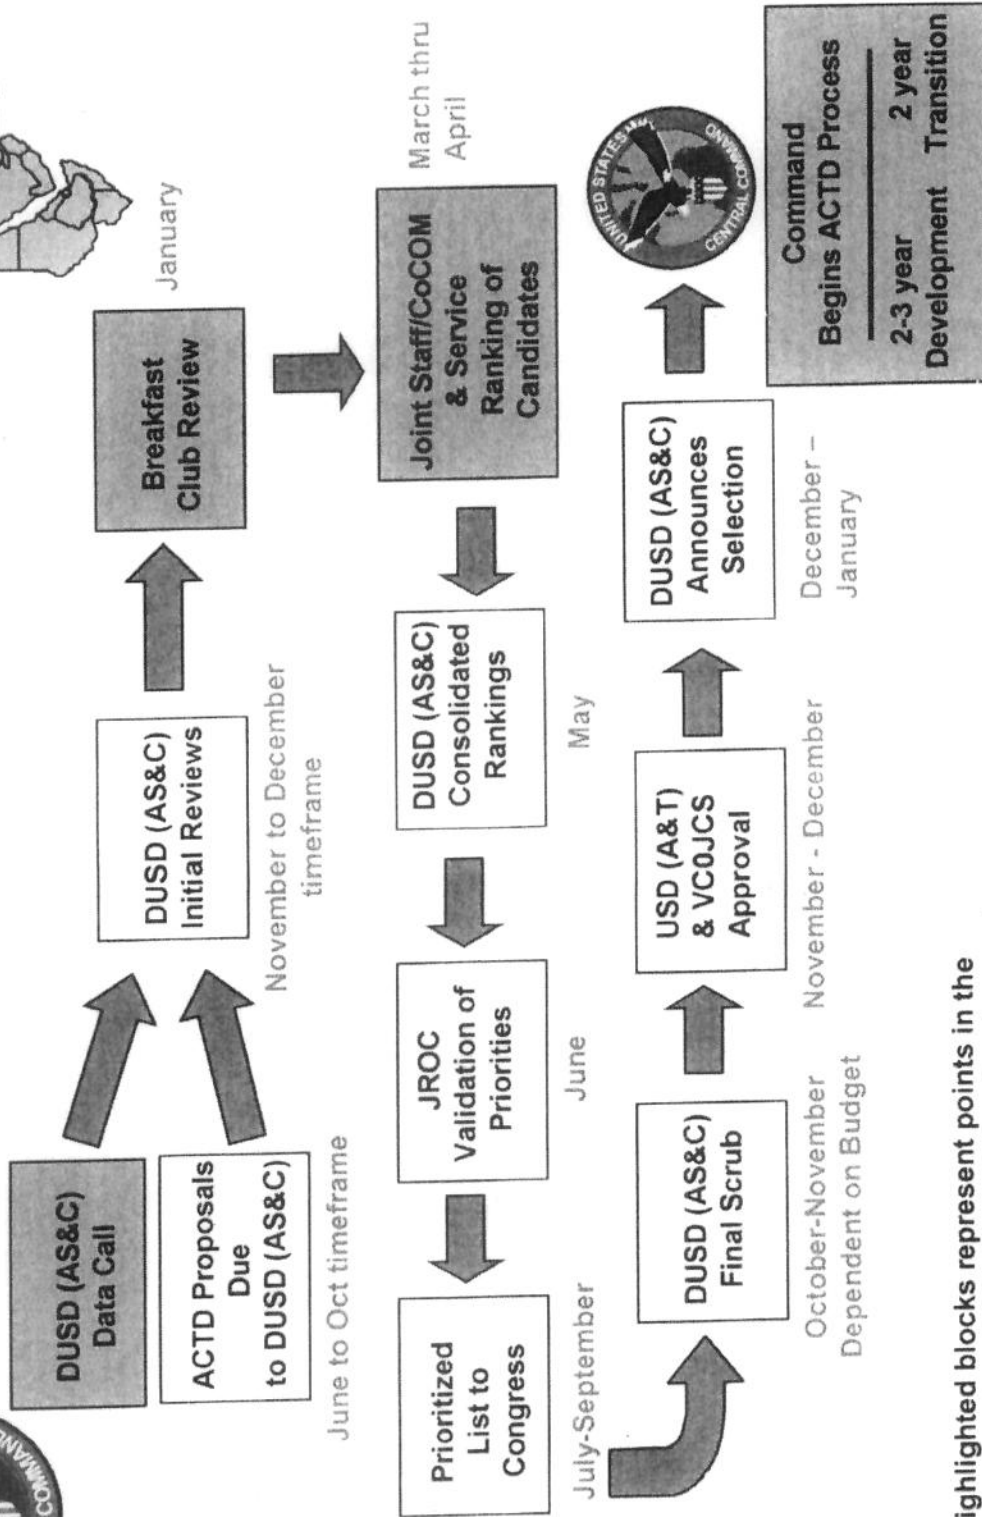 COMMAND
DUSD (AS&C)
Data Call
ACTD Proposals
Due
to DUSD (AS&C)
June to Oct timeframe
DUSD (AS&C)
Initial Reviews
November to December
timeframe
Breakfast
Club Review
January
Joint Staff/CoCOM
& Service
Ranking of
Candidates
March thru
April
DUSD (AS&C)
Consolidated
Rankings
May
JROC
Validation of
Priorities
June
Prioritized
List to
Congress
July-September
DUSD (AS&C)
Final Scrub
October-November
Dependent on Budget
USD (A&T)
& VC0JCS
Approval
November - December
DUSD (AS&C)
Announces
Selection
December –
January
UNITED STATES
CENTRAL COMMAND
Command
Begins ACTD Process
2-3 year 2 year
Development Transition
ighlighted blocks represent points in the